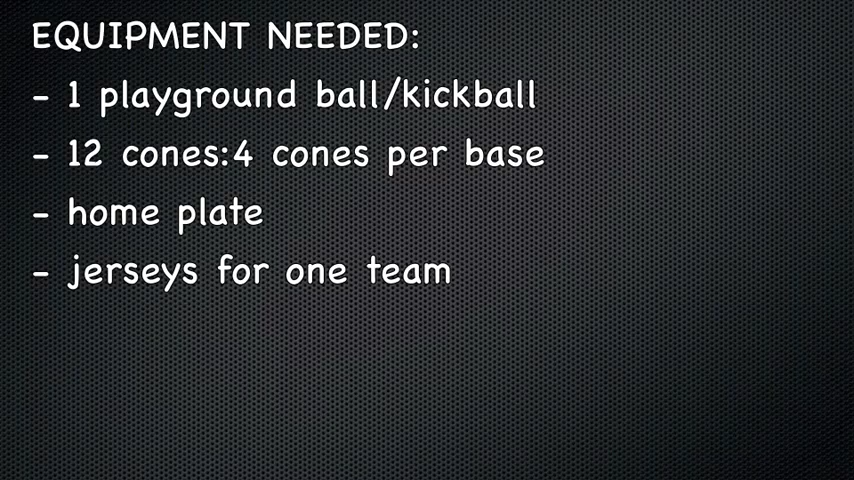 EQUIPMENT NEEDED:
- 1 playground ball/kickball
- 12 cones:4 cones per base
- home plate
- jerseys for one team